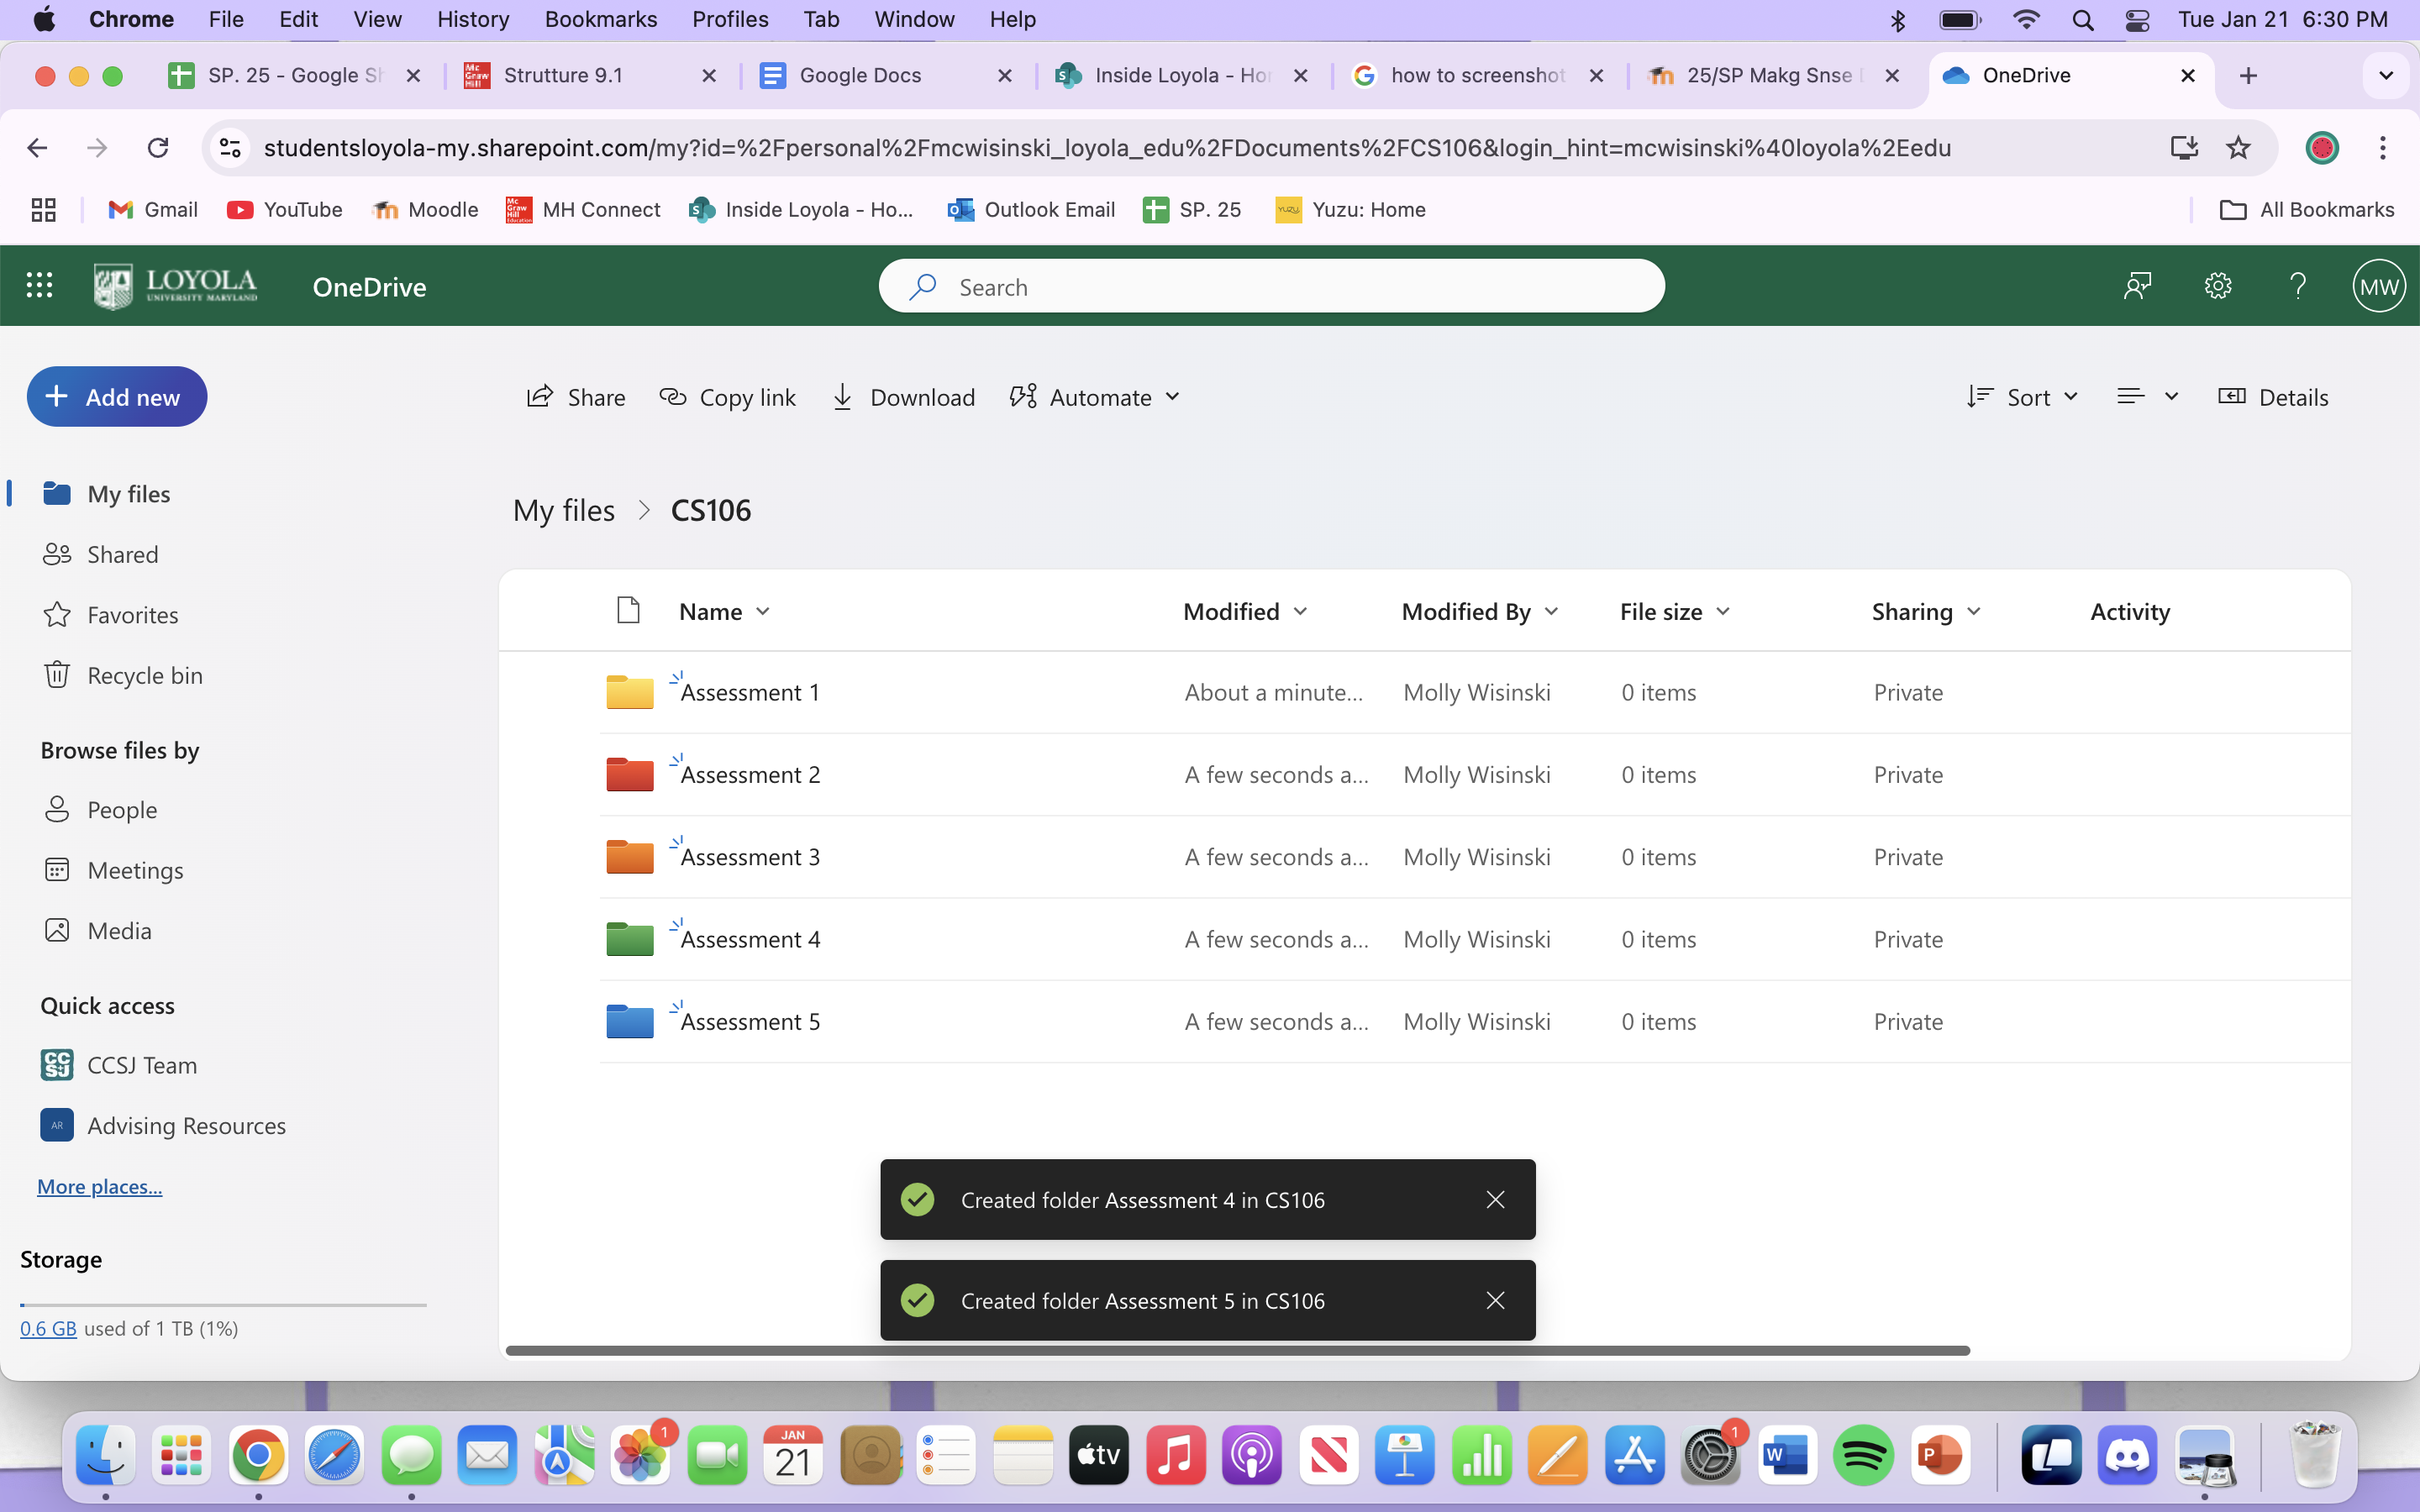 Chrome File Edit View History Bookmarks Profiles Tab Window Help Tue Jan 21 6:30 PM
SP. 25 - Google Sh Strutture 9.1 Google Docs Inside Loyola - Hor how to screenshot 25/SP Makg Snse OneDrive
studentsloyola-my.sharepoint.com/my?id=%2Fpersonal%2Fmcwisinski_loyola_edu%2FDocuments%2FCS106&login_hint=mcwisinski%40loyola%2Eedu
Gmail YouTube Moodle MH Connect Inside Loyola - Ho... Outlook Email SP. 25 Yuzu: Home All Bookmarks
LOYOLA
UNIVERSITY MARYLAND
OneDrive
Search
MW
Add new
Share Copy link Download Automate Sort Details
My files
Shared
Favorites
Recycle bin
Browse files by
People
Meetings
Media
Quick access
CCSJ CCSJ Team
AR Advising Resources
More places...
Storage
0.6 GB used of 1 TB (1%)
My files > CS106
Name Modified Modified By File size Sharing Activity
Assessment 1 About a minute... Molly Wisinski 0 items Private
Assessment 2 A few seconds a... Molly Wisinski 0 items Private
Assessment 3 A few seconds a... Molly Wisinski 0 items Private
Assessment 4 A few seconds a... Molly Wisinski 0 items Private
Assessment 5 A few seconds a... Molly Wisinski 0 items Private
Created folder Assessment 4 in CS106
Created folder Assessment 5 in CS106
1 JAN 21 tv 1 W P